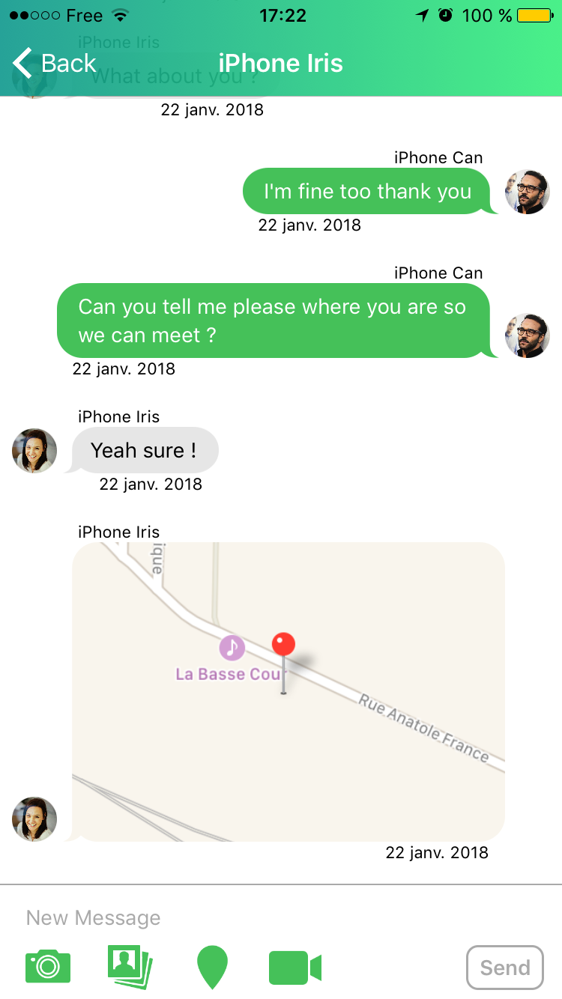 Free 17:22 100 %
iPhone Iris
Back iPhone Iris
What about you ?
22 janv. 2018
iPhone Can
I'm fine too thank you
22 janv. 2018
iPhone Can
Can you tell me please where you are so
we can meet ?
22 janv. 2018
iPhone Iris
Yeah sure !
22 janv. 2018
iPhone Iris
ique
La Basse Cour
Rue Anatole France
22 janv. 2018
New Message
Send